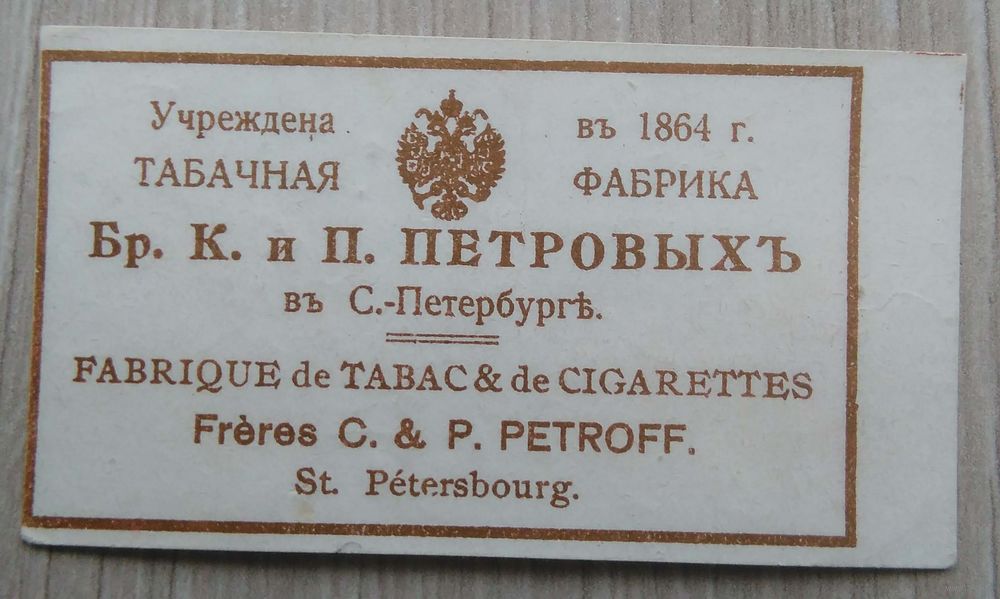 Учреждена въ 1864 г.
ТАБАЧНАЯ ФАБРИКА
Бр. К. и П. ПЕТРОВЫХЪ
въ С.-Петербургѣ.
FABRIQUE de TABAC & de CIGARETTES
Frères C. & P. PETROFF.
St. Pétersbourg.